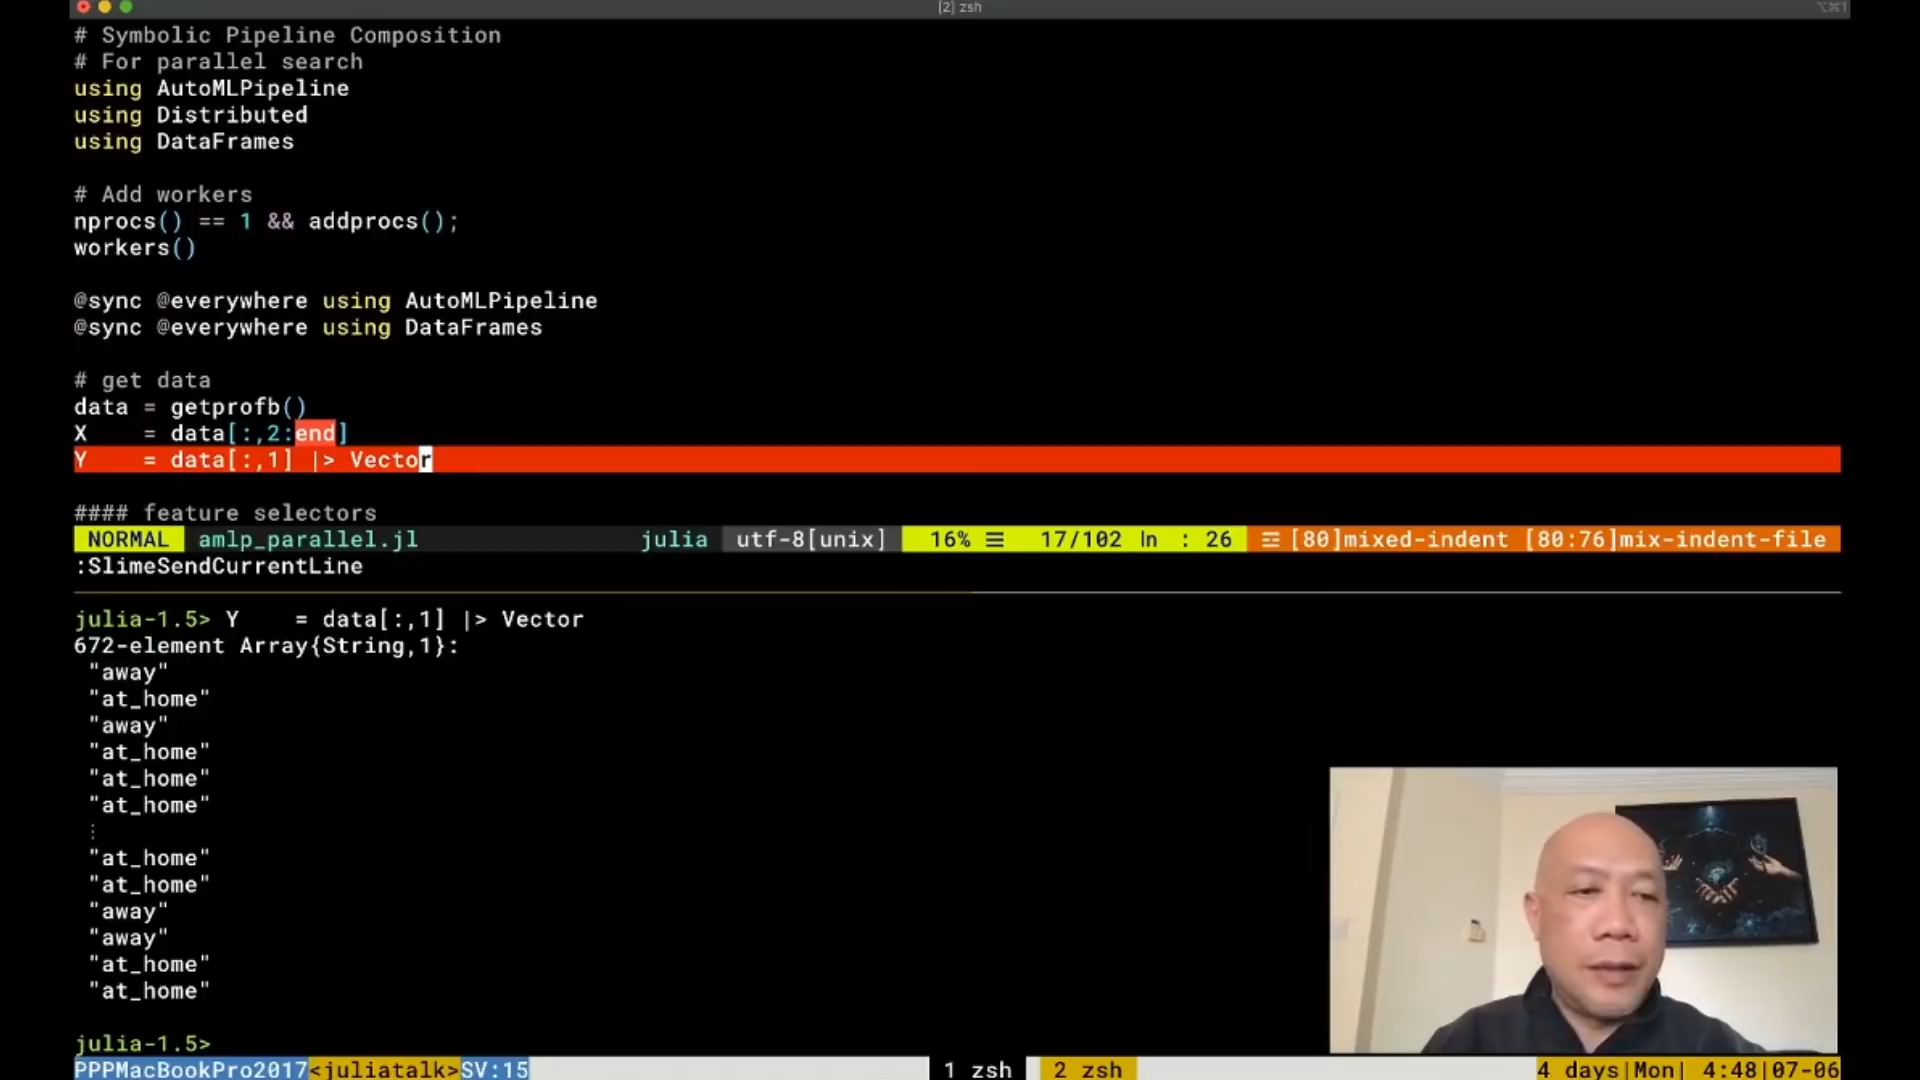 [2] zsh
⌥⌘1
# Symbolic Pipeline Composition
# For parallel search
using AutoMLPipeline
using Distributed
using DataFrames
# Add workers
nprocs() == 1 && addprocs();
workers()
@sync @everywhere using AutoMLPipeline
@sync @everywhere using DataFrames
# get data
data = getprofb()
X    = data[:,2:end]
Y    = data[:,1] |> Vector
#### feature selectors
NORMAL amlp_parallel.jl julia utf-8[unix] 16% ☰ 17/102 ln : 26 ☲ [80]mixed-indent [80:76]mix-indent-file
:SlimeSendCurrentLine
julia-1.5> Y    = data[:,1] |> Vector
672-element Array{String,1}:
"away"
"at_home"
"away"
"at_home"
"at_home"
"at_home"
⋮
"at_home"
"at_home"
"away"
"away"
"at_home"
"at_home"
julia-1.5>
PPPMacBookPro2017<juliatalk>SV:15 1 zsh 2 zsh 4 days|Mon| 4:48|07-06